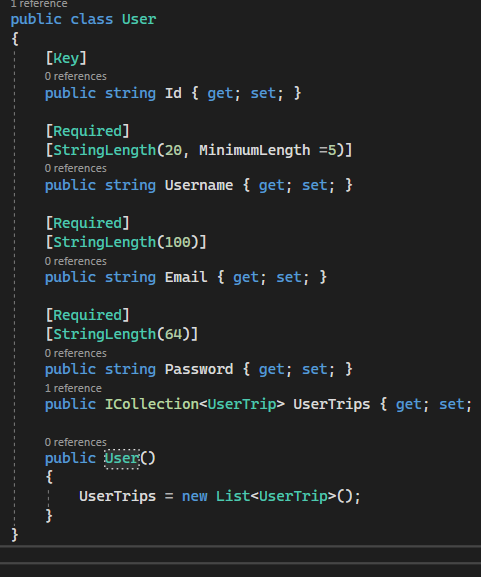 1 reference
public class User
{
[Key]
0 references
public string Id { get; set; }
[Required]
[StringLength(20, MinimumLength =5)]
0 references
public string Username { get; set; }
[Required]
[StringLength(100)]
0 references
public string Email { get; set; }
[Required]
[StringLength(64)]
0 references
public string Password { get; set; }
1 reference
public ICollection<UserTrip> UserTrips { get; set;
0 references
public User()
{
UserTrips = new List<UserTrip>();
}
}